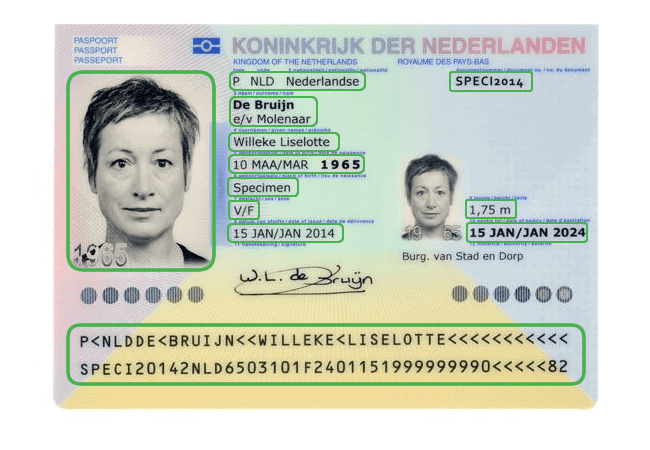 PASPOORT
PASSPORT
PASSEPORT
KONINKRIJK DER NEDERLANDEN
KINGDOM OF THE NETHERLANDS ROYAUME DES PAYS-BAS
P NLD Nederlandse SPECI2014
De Bruijn
e/v Molenaar
Willeke Liselotte
10 MAA/MAR 1965
Specimen
V/F 1,75 m
15 JAN/JAN 2014 15 JAN/JAN 2024
Burg. van Stad en Dorp
1965
W.L. de Bruijn
P<NLDDE<BRUIJN<<WILLEKE<LISELOTTE<<<<<<<<<<<
SPECI20142NLD6503101F2401151999999990<<<<<82